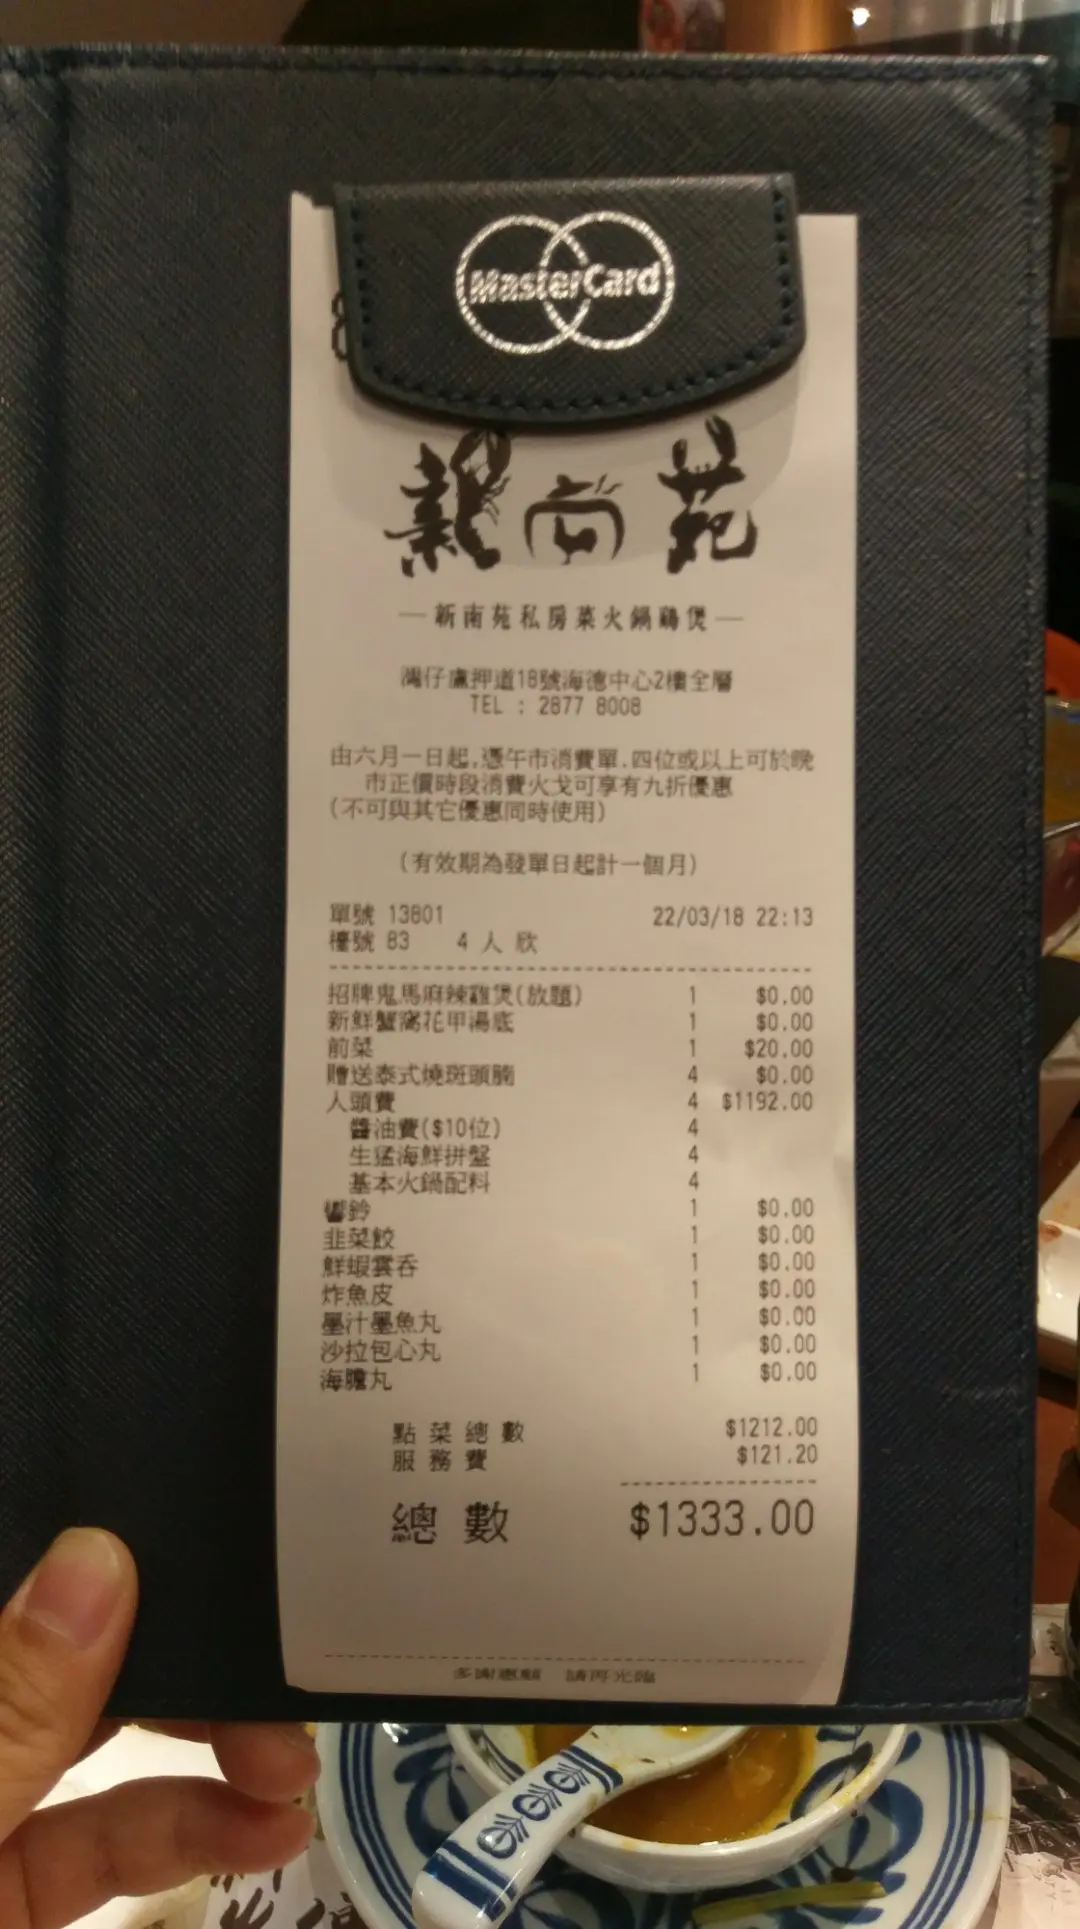 MasterCard
新南苑
—新南苑私房菜火鍋鷄煲—
灣仔盧押道18號海德中心2樓全層
TEL : 2877 8008
由六月一日起,憑午市消費單.四位或以上可於晚
市正價時段消費火戈可享有九折優惠
(不可與其它優惠同時使用)
(有效期為發單日起計一個月)
單號 13801 22/03/18 22:13
檯號 83 4 人 欣
招牌鬼馬麻辣雞煲(放題) 1 $0.00
新鮮蟹窩花甲湯底 1 $0.00
前菜 1 $20.00
贈送泰式燒斑頭腩 4 $0.00
人頭費 4 $1192.00
醬油費($10位) 4
生猛海鮮拼盤 4
基本火鍋配料 4
響鈴 1 $0.00
韭菜餃 1 $0.00
鮮蝦雲吞 1 $0.00
炸魚皮 1 $0.00
墨汁墨魚丸 1 $0.00
沙拉包心丸 1 $0.00
海膽丸 1 $0.00
點 菜 總 數 $1212.00
服 務 費 $121.20
總 數 $1333.00
多謝惠顧 請再光臨